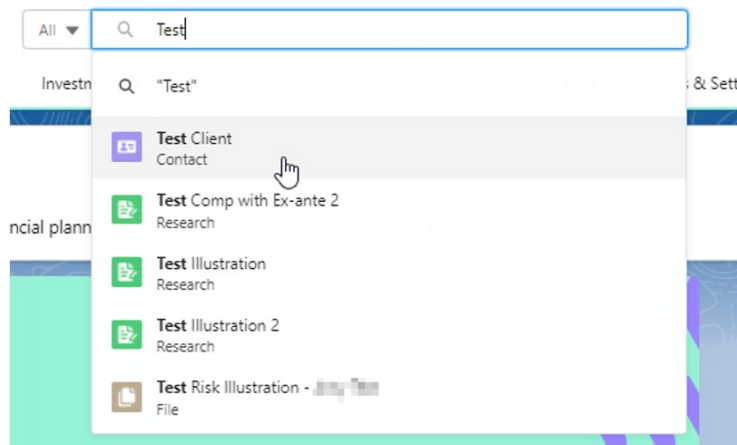 All
Test
Investm
"Test"
& Sett
Test Client
Contact
Test Comp with Ex-ante 2
Research
ncial plann
Test Illustration
Research
Test Illustration 2
Research
Test Risk Illustration -
File